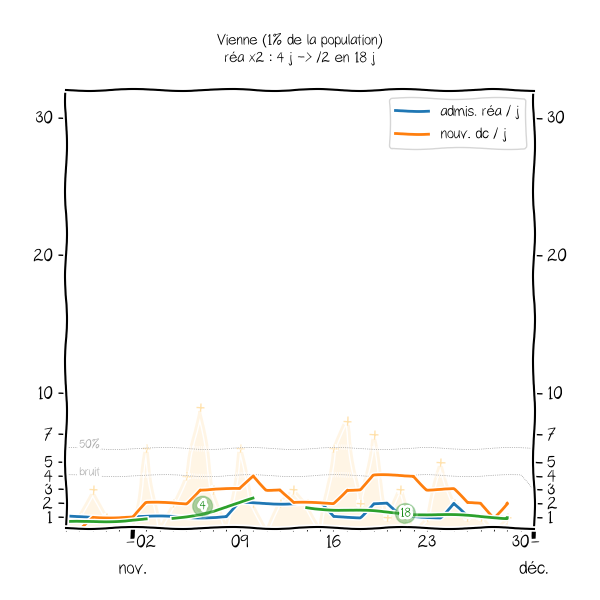 Vienne (1% de la population)
réa x2 : 4 j -> /2 en 18 j
admis. réa / j
nouv. dc / j
30 30
20 20
10 10
7 7
50%
5 5
bruit
4 4
3 3
2 2
1 1
4
18
02 09 16 23 30
nov. déc.